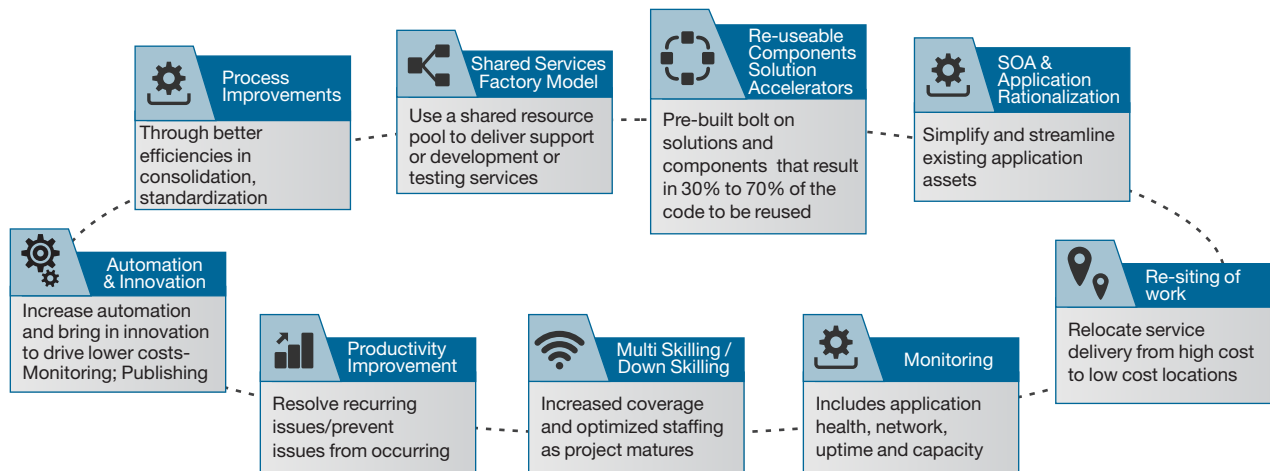 Process
Improvements
Through better
efficiencies in
consolidation,
standardization
Shared Services
Factory Model
Use a shared resource
pool to deliver support
or development or
testing services
Re-useable
Components
Solution
Accelerators
Pre-built bolt on
solutions and
components that result
in 30% to 70% of the
code to be reused
SOA &
Application
Rationalization
Simplify and streamline
existing application
assets
Automation
& Innovation
Increase automation
and bring in innovation
to drive lower costs-
Monitoring; Publishing
Productivity
Improvement
Resolve recurring
issues/prevent
issues from occurring
Multi Skilling /
Down Skilling
Increased coverage
and optimized staffing
as project matures
Monitoring
Includes application
health, network,
uptime and capacity
Re-siting of
work
Relocate service
delivery from high cost
to low cost locations